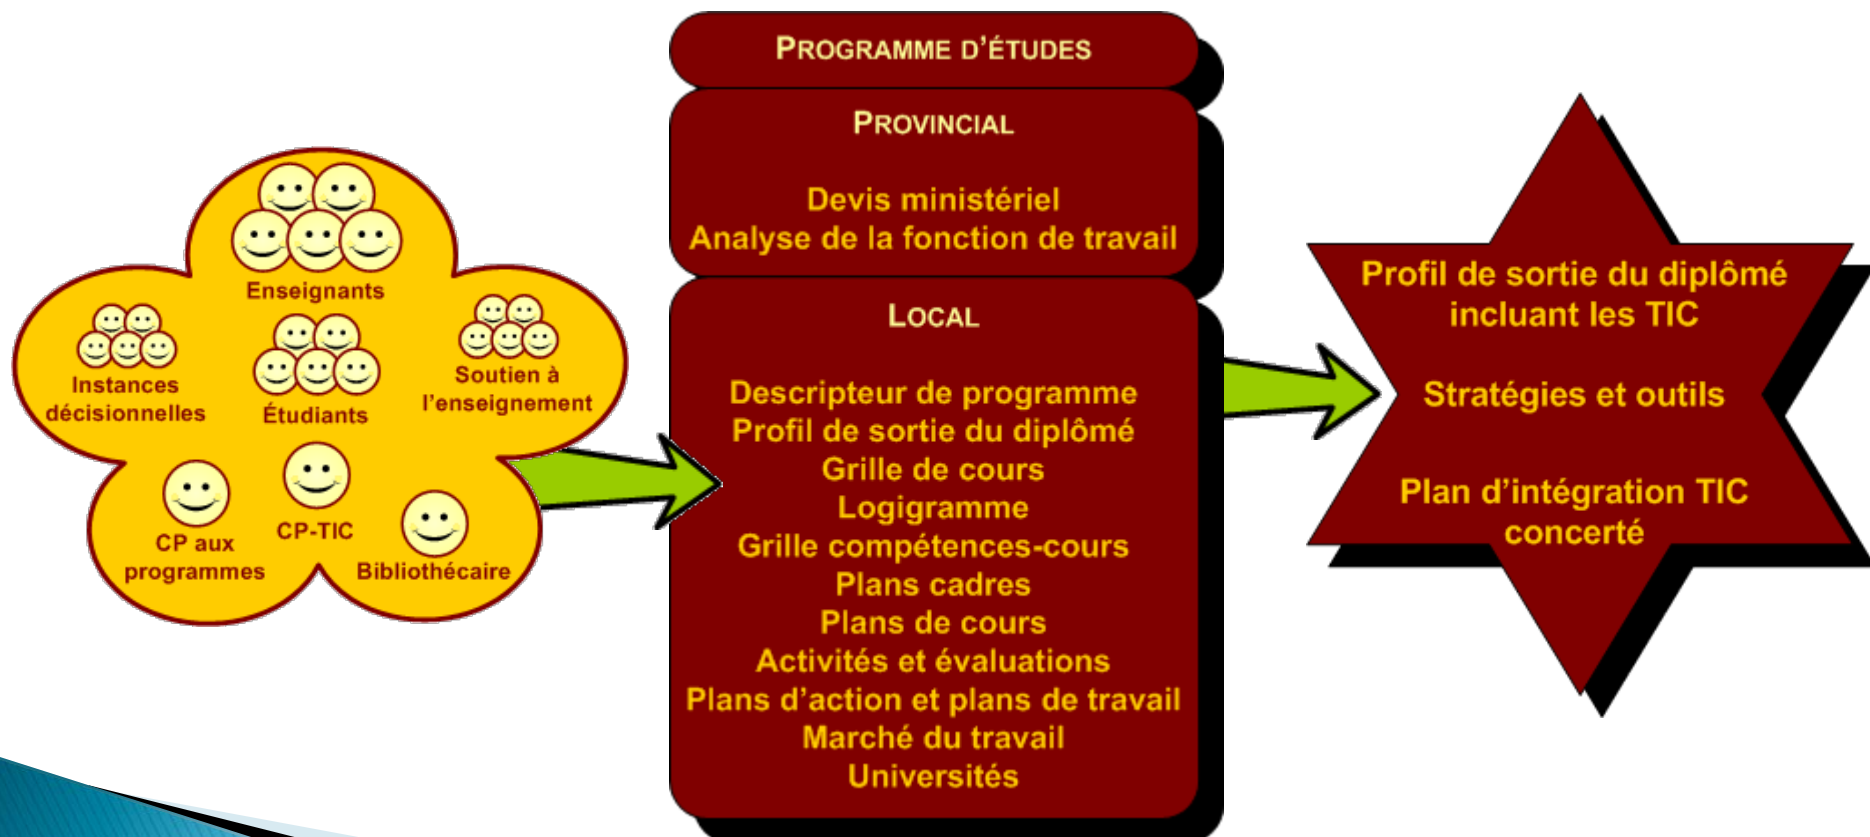 Enseignants
Instances
décisionnelles
Étudiants
Soutien à
l'enseignement
CP aux
programmes
CP-TIC
Bibliothécaire
PROGRAMME D'ÉTUDES
PROVINCIAL
Devis ministériel
Analyse de la fonction de travail
LOCAL
Descripteur de programme
Profil de sortie du diplômé
Grille de cours
Logigramme
Grille compétences-cours
Plans cadres
Plans de cours
Activités et évaluations
Plans d'action et plans de travail
Marché du travail
Universités
Profil de sortie du diplômé
incluant les TIC
Stratégies et outils
Plan d'intégration TIC
concerté